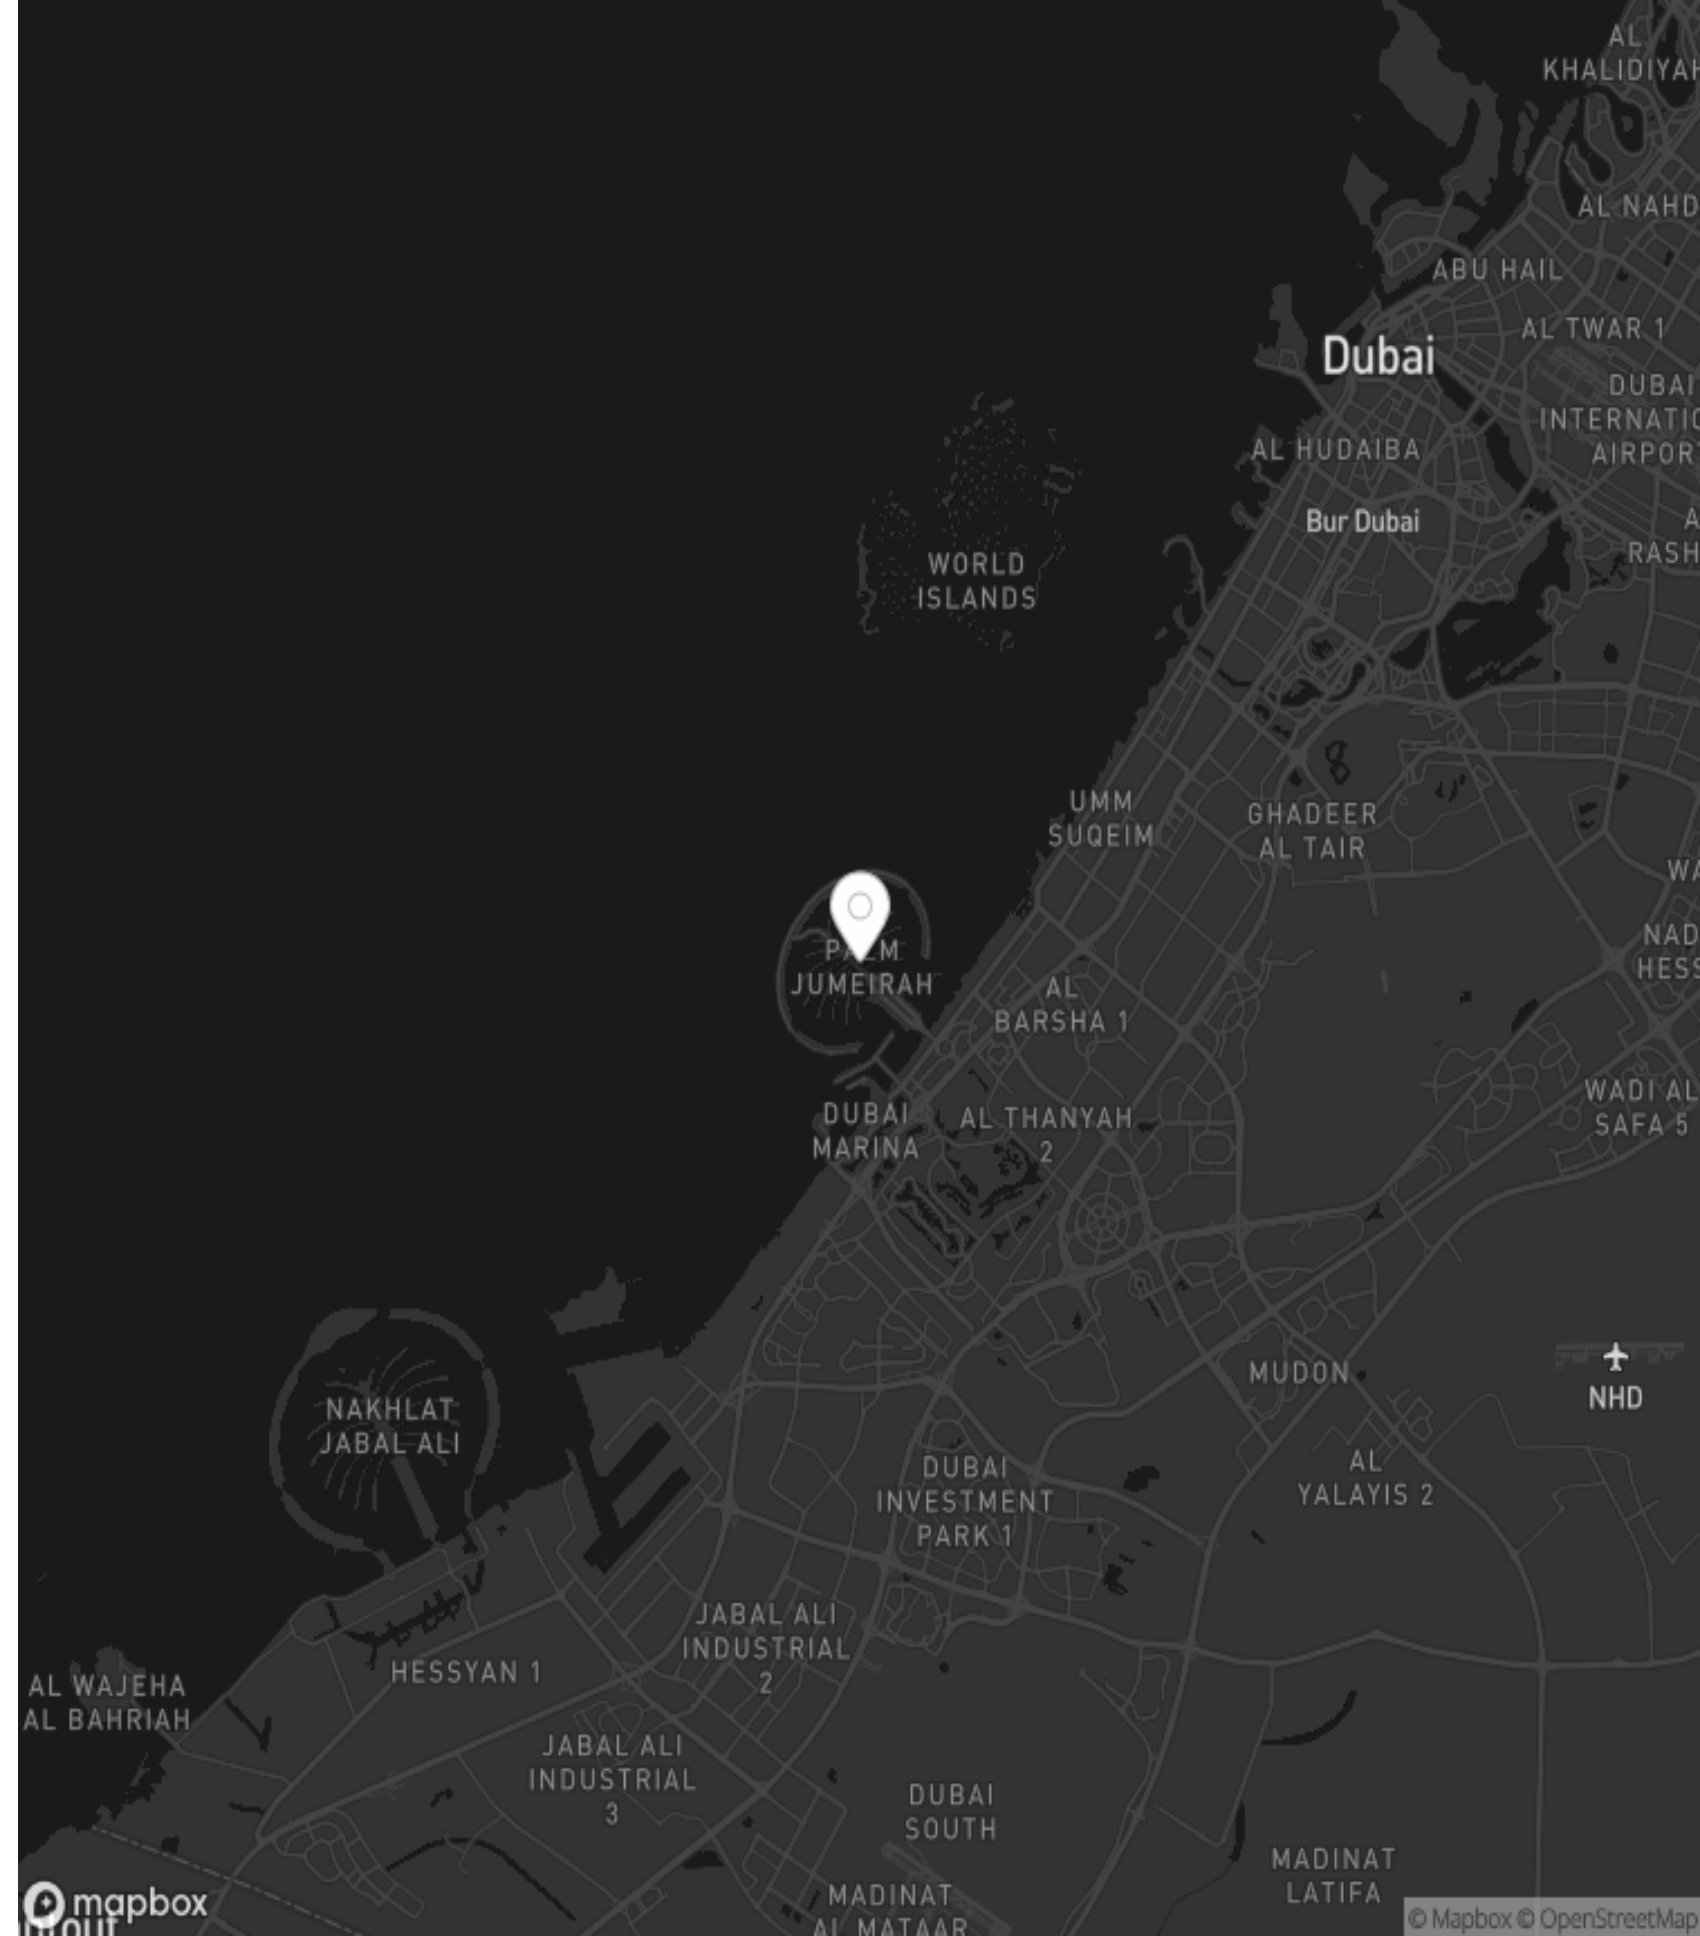 AL
KHALIDIYAH
AL NAHD
ABU HAIL
AL TWAR 1
Dubai
DUBAI
INTERNATIO
AIRPOR
AL HUDAIBA
Bur Dubai
A
RASH
WORLD
ISLANDS
UMM
SUQEIM
GHADEER
AL TAIR
WA
NAD
HESS
PALM
JUMEIRAH
AL
BARSHA 1
WADI AL
SAFA 5
DUBAI
MARINA
AL THANYAH
2
MUDON
NHD
NAKHLAT
JABAL ALI
AL
YALAYIS 2
DUBAI
INVESTMENT
PARK 1
JABAL ALI
INDUSTRIAL
2
HESSYAN 1
AL WAJEHA
AL BAHRIAH
JABAL ALI
INDUSTRIAL
3
DUBAI
SOUTH
MADINAT
LATIFA
MADINAT
AL MATAAR
mapbox
© Mapbox © OpenStreetMap